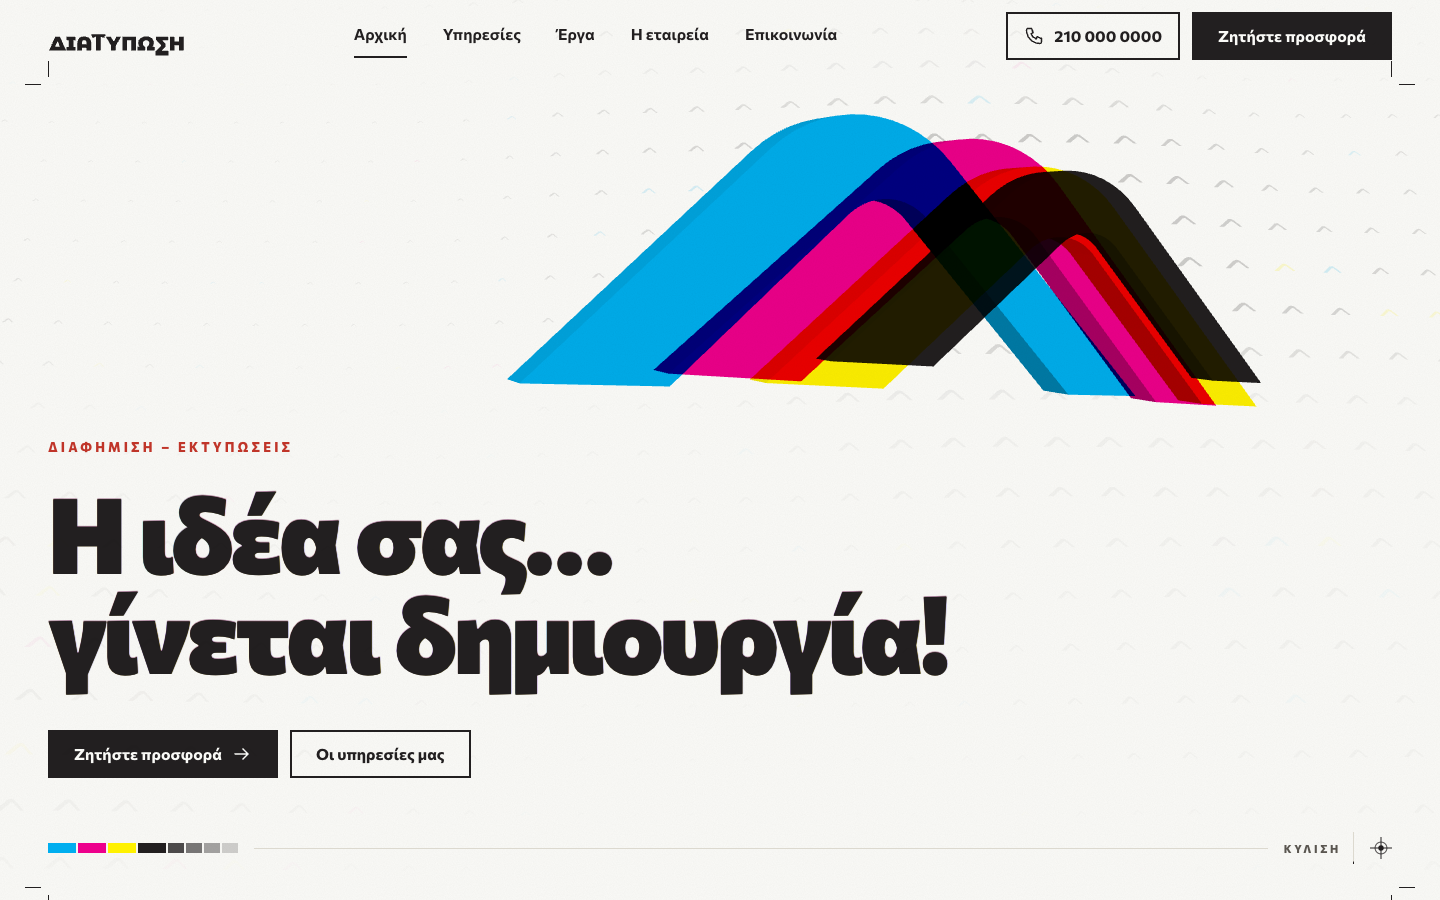 ΔΙΑΤΥΠΩΣΗ
Αρχική Υπηρεσίες Έργα Η εταιρεία Επικοινωνία
210 000 0000 Ζητήστε προσφορά
ΔΙΑΦΗΜΙΣΗ – ΕΚΤΥΠΩΣΕΙΣ
Η ιδέα σας...
γίνεται δημιουργία!
Ζητήστε προσφορά Οι υπηρεσίες μας
ΚΥΛΙΣΗ